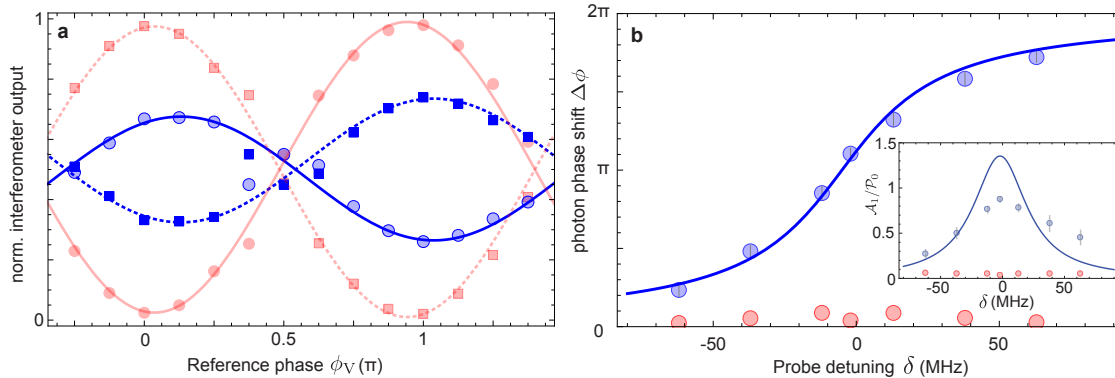 a
norm. interferometer output
1
0
0
0.5
1
Reference phase ϕV (π)
b
photon phase shift Δϕ
2π
π
0
-50
0
50
Probe detuning δ (MHz)
A1/P0
1.5
1
0.5
0
-50
0
50
δ (MHz)